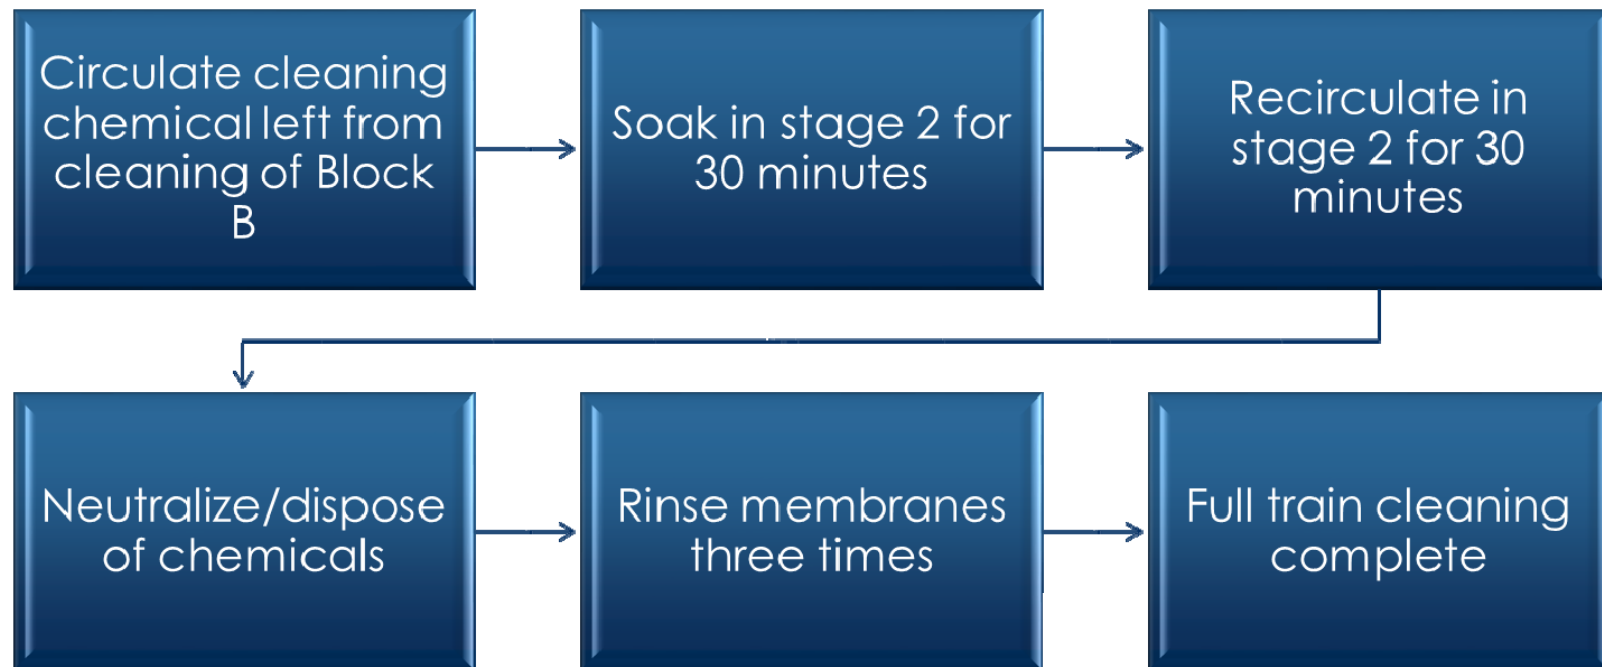 Circulate cleaning
chemical left from
cleaning of Block
B
Soak in stage 2 for
30 minutes
Recirculate in
stage 2 for 30
minutes
Neutralize/dispose
of chemicals
Rinse membranes
three times
Full train cleaning
complete